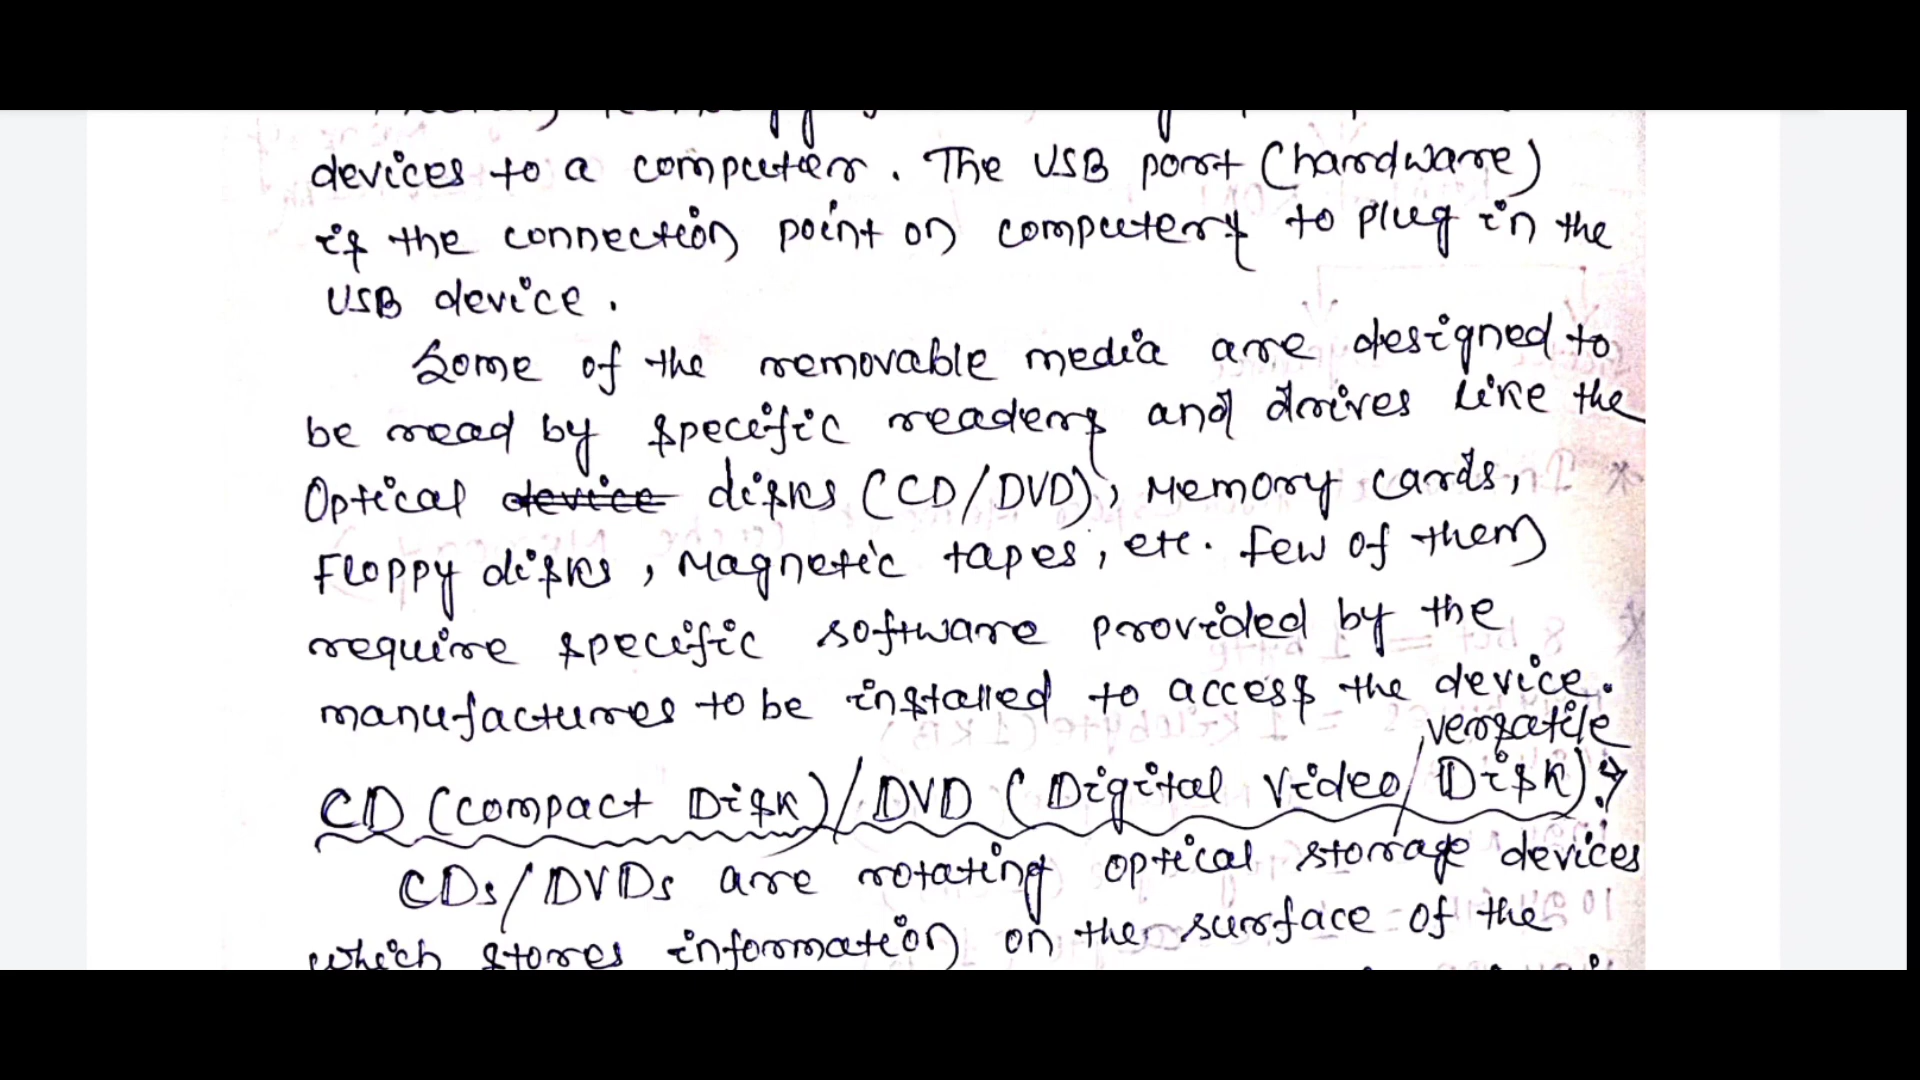 devices to a computer. The USB port (hardware)
is the connection point on computers to plug in the
USB device.
Some of the removable media are designed to
be read by specific readers and drives like the
Optical device disks (CD/DVD), Memory cards,
Floppy disks, Magnetic tapes, etc. Few of them
require specific software provided by the
manufactures to be installed to access the device.
versatile
CD (Compact Disk)/DVD (Digital Video/Disk):→
CDs/DVDs are rotating optical storage devices
which stores information on the surface of the